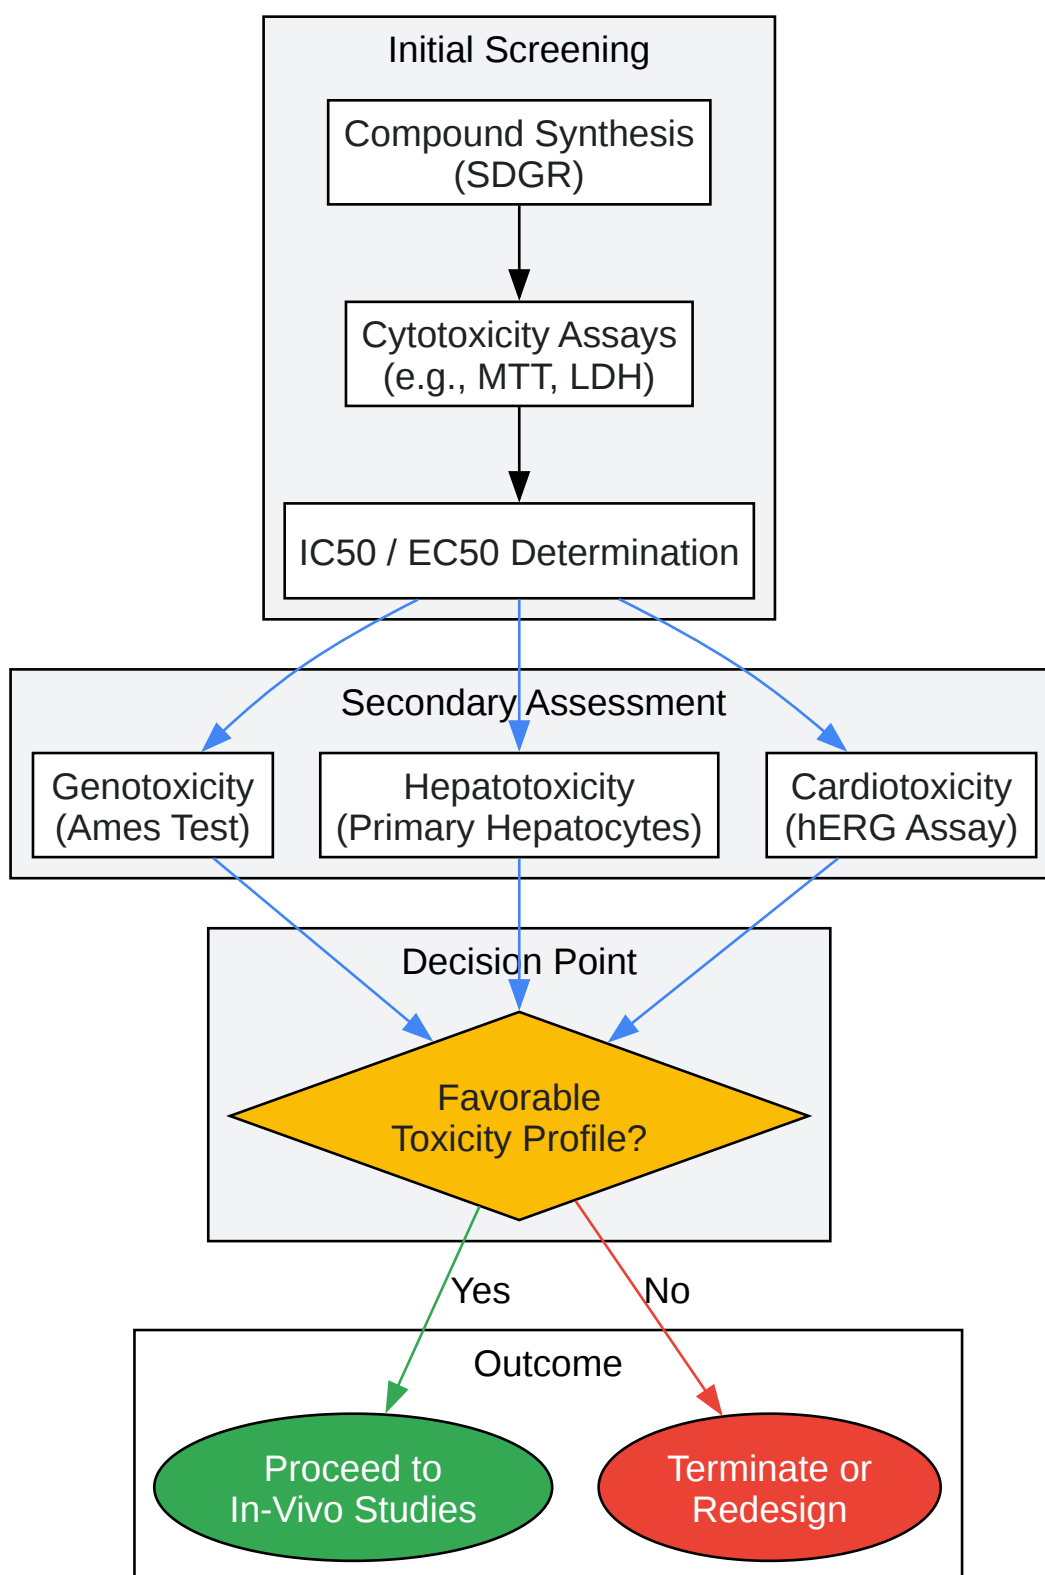 Initial Screening
Compound Synthesis
(SDGR)
Cytotoxicity Assays
(e.g., MTT, LDH)
IC50 / EC50 Determination
Secondary Assessment
Genotoxicity
(Ames Test)
Hepatotoxicity
(Primary Hepatocytes)
Cardiotoxicity
(hERG Assay)
Decision Point
Favorable
Toxicity Profile?
Yes
No
Outcome
Proceed to
In-Vivo Studies
Terminate or
Redesign